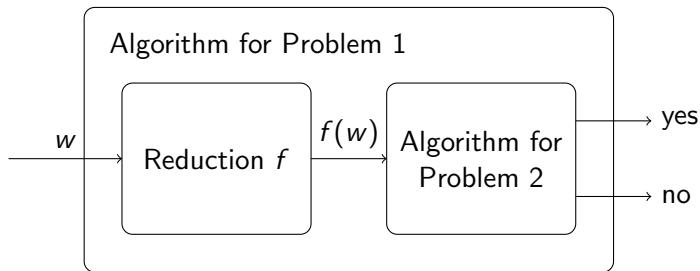 Algorithm for Problem 1
w
Reduction f
f(w)
Algorithm for
Problem 2
yes
no